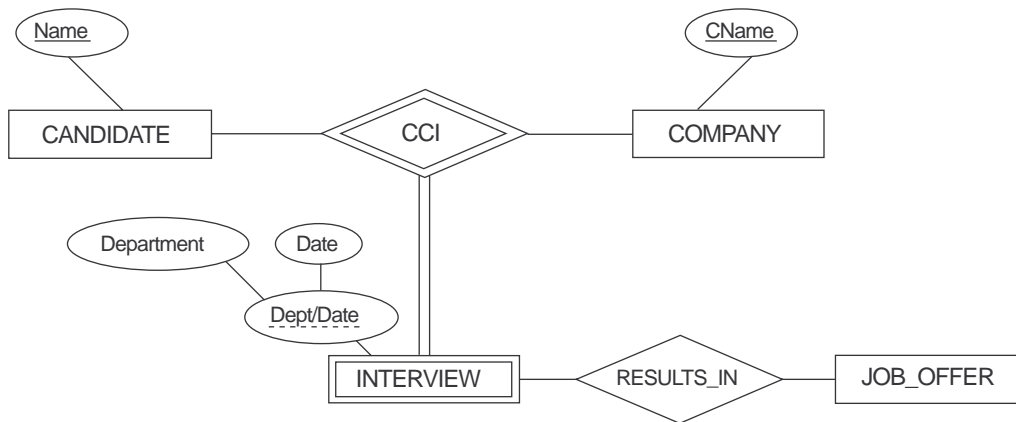 Name
CName
CANDIDATE
CCI
COMPANY
Department
Date
Dept/Date
INTERVIEW
RESULTS_IN
JOB_OFFER